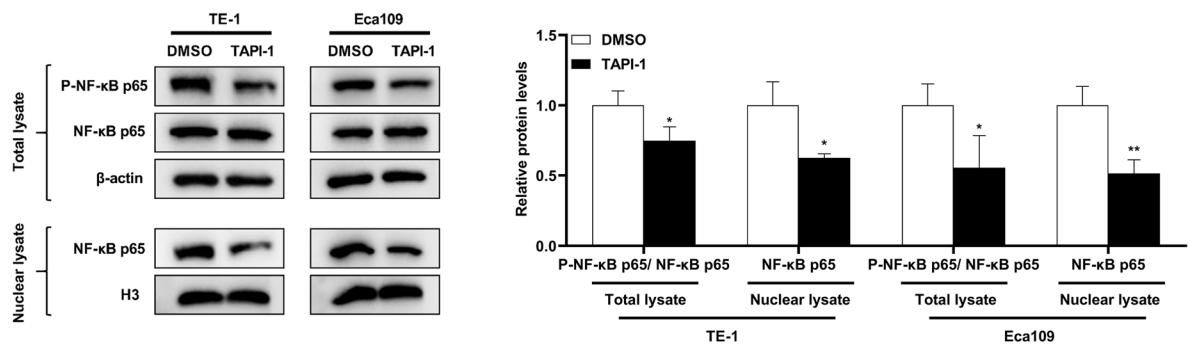 TE-1 Eca109
DMSO TAPI-1 DMSO TAPI-1
Total lysate
P-NF-κB p65
NF-κB p65
β-actin
Nuclear lysate
NF-κB p65
H3
Relative protein levels
1.5
1.0
0.5
0.0
DMSO
TAPI-1
* * * **
P-NF-κB p65/ NF-κB p65 NF-κB p65 P-NF-κB p65/ NF-κB p65 NF-κB p65
Total lysate Nuclear lysate Total lysate Nuclear lysate
TE-1 Eca109